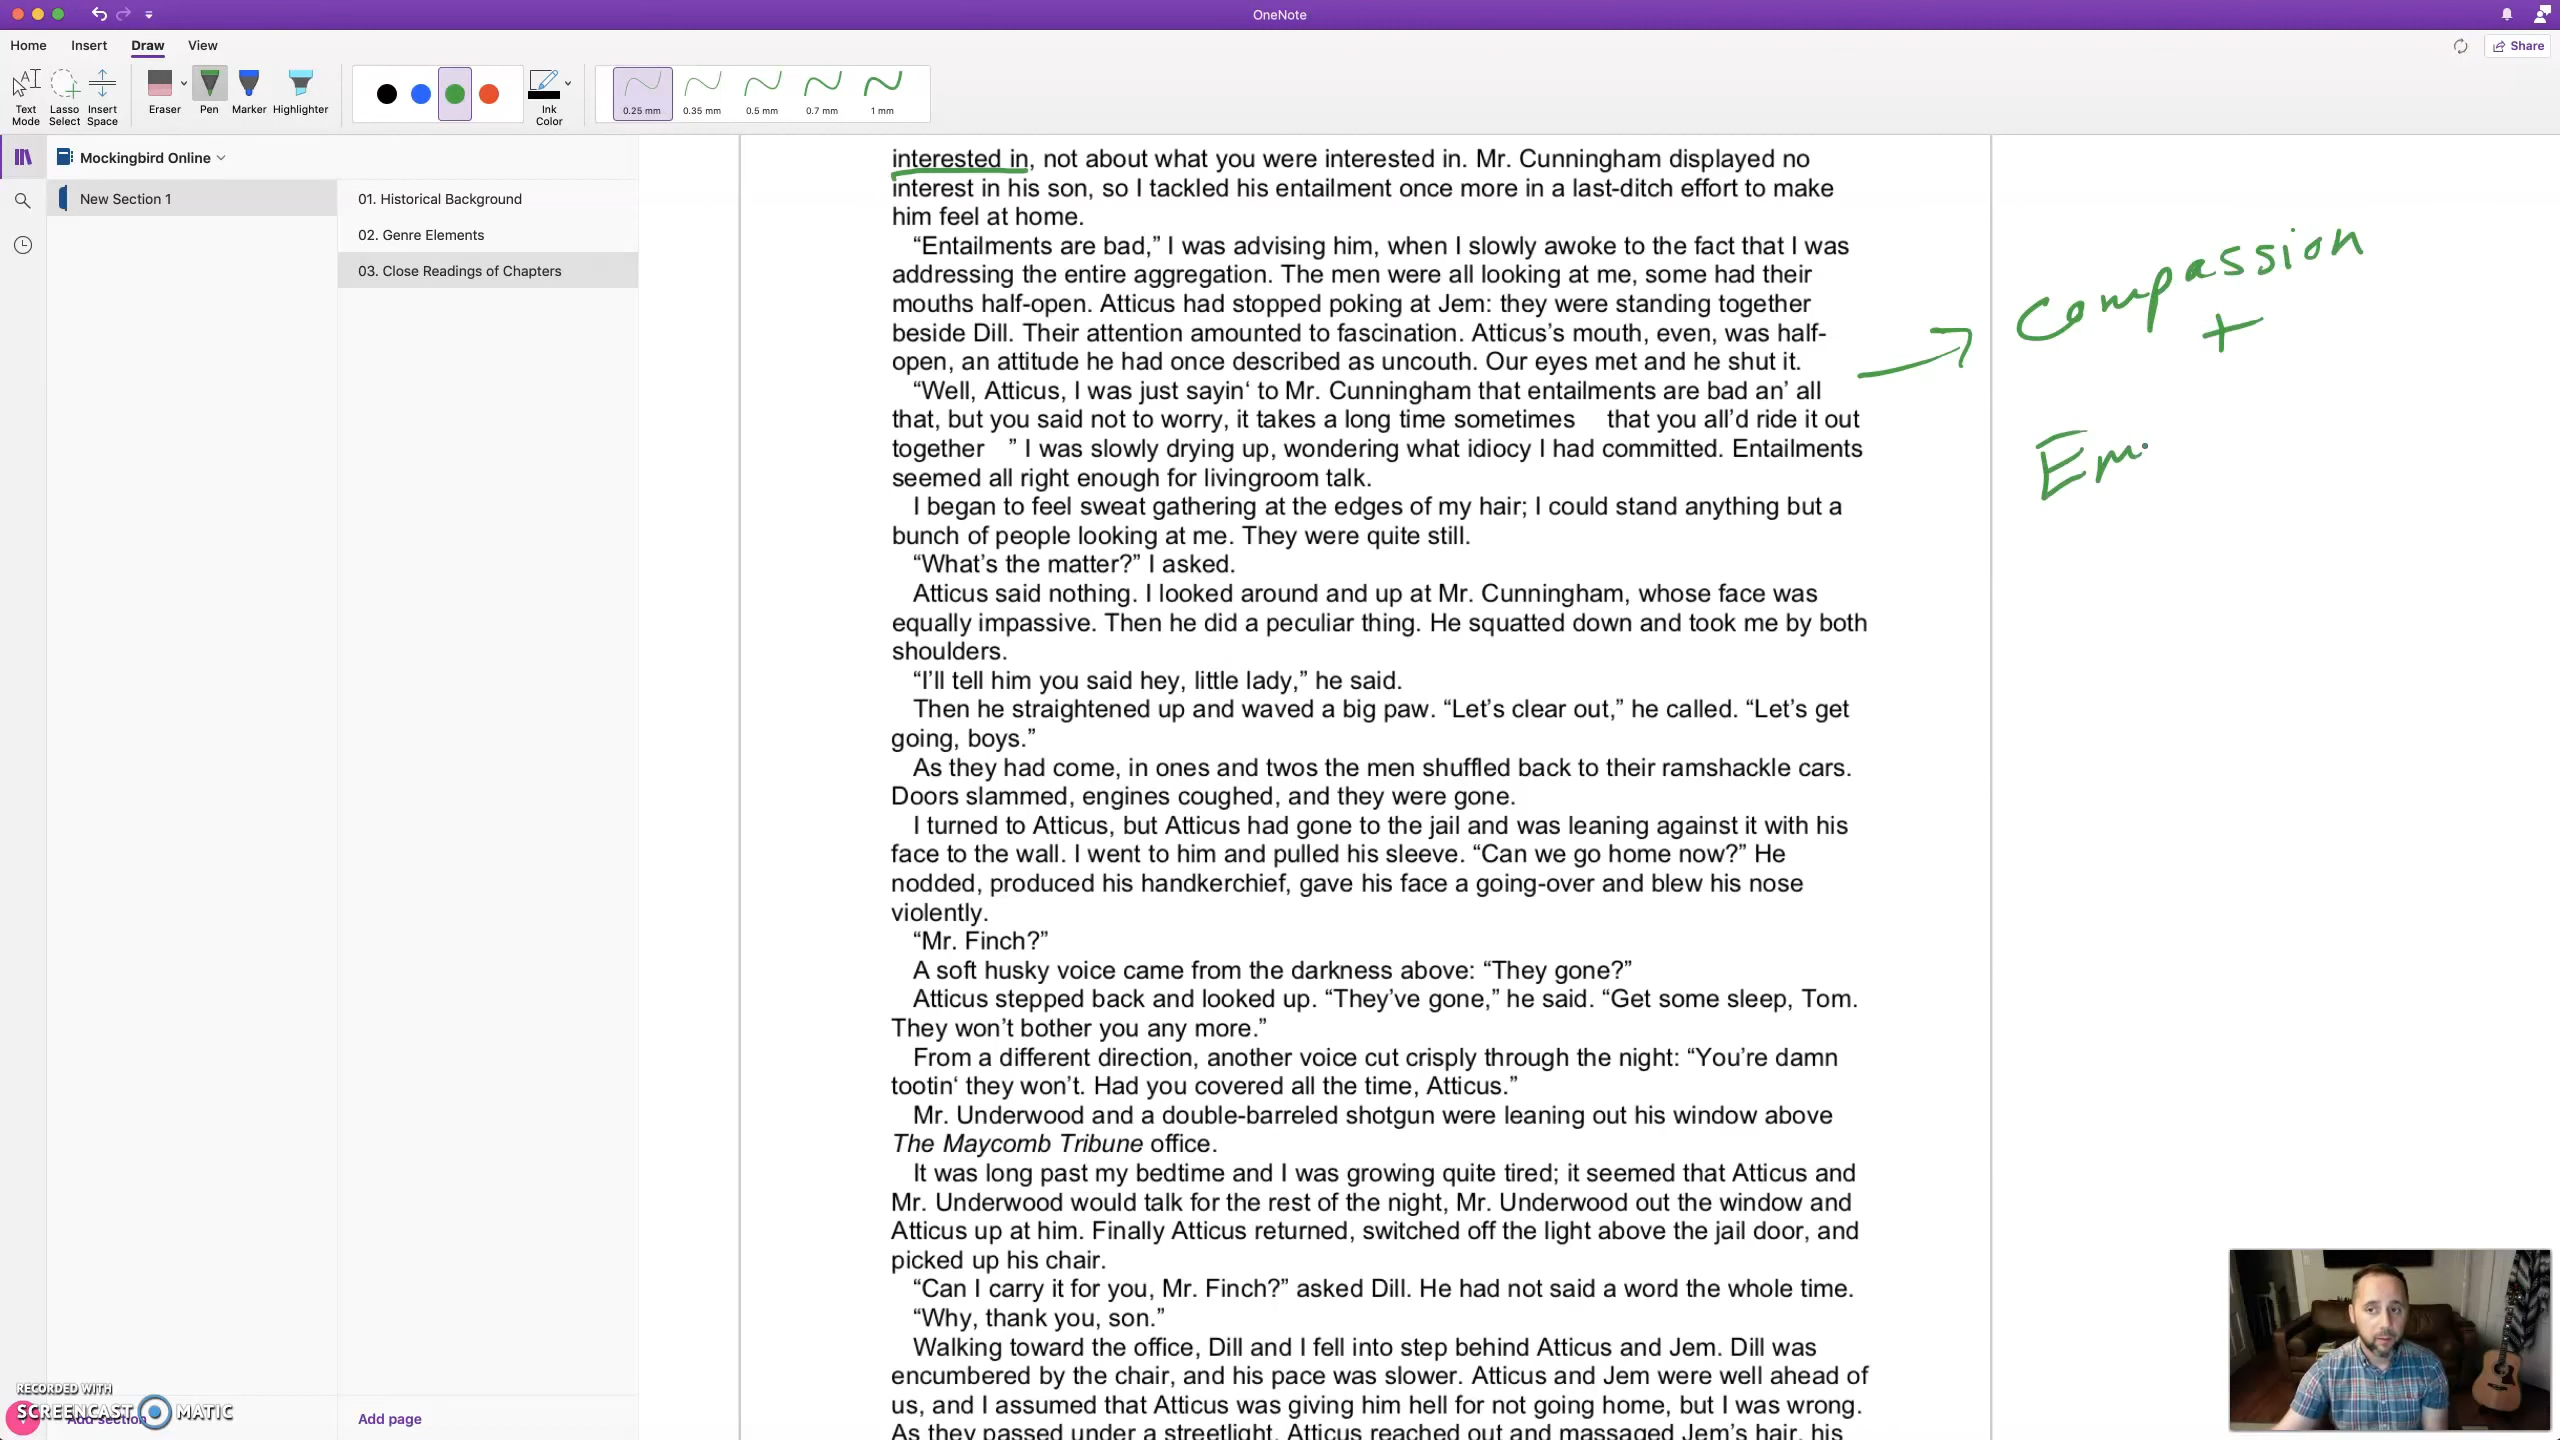 OneNote
Home Insert Draw View
Share
Text Mode
Lasso Select
Insert Space
Eraser
Pen
Marker
Highlighter
Ink Color
0.25 mm
0.35 mm
0.5 mm
0.7 mm
1 mm
Mockingbird Online
New Section 1
01. Historical Background
02. Genre Elements
03. Close Readings of Chapters
interested in, not about what you were interested in. Mr. Cunningham displayed no
interest in his son, so I tackled his entailment once more in a last-ditch effort to make
him feel at home.
“Entailments are bad,” I was advising him, when I slowly awoke to the fact that I was
addressing the entire aggregation. The men were all looking at me, some had their
mouths half-open. Atticus had stopped poking at Jem: they were standing together
beside Dill. Their attention amounted to fascination. Atticus’s mouth, even, was half-
open, an attitude he had once described as uncouth. Our eyes met and he shut it.
“Well, Atticus, I was just sayin‘ to Mr. Cunningham that entailments are bad an’ all
that, but you said not to worry, it takes a long time sometimes that you all’d ride it out
together ” I was slowly drying up, wondering what idiocy I had committed. Entailments
seemed all right enough for livingroom talk.
I began to feel sweat gathering at the edges of my hair; I could stand anything but a
bunch of people looking at me. They were quite still.
“What’s the matter?” I asked.
Atticus said nothing. I looked around and up at Mr. Cunningham, whose face was
equally impassive. Then he did a peculiar thing. He squatted down and took me by both
shoulders.
“I’ll tell him you said hey, little lady,” he said.
Then he straightened up and waved a big paw. “Let’s clear out,” he called. “Let’s get
going, boys.”
As they had come, in ones and twos the men shuffled back to their ramshackle cars.
Doors slammed, engines coughed, and they were gone.
I turned to Atticus, but Atticus had gone to the jail and was leaning against it with his
face to the wall. I went to him and pulled his sleeve. “Can we go home now?” He
nodded, produced his handkerchief, gave his face a going-over and blew his nose
violently.
“Mr. Finch?”
A soft husky voice came from the darkness above: “They gone?”
Atticus stepped back and looked up. “They’ve gone,” he said. “Get some sleep, Tom.
They won’t bother you any more.”
From a different direction, another voice cut crisply through the night: “You’re damn
tootin‘ they won’t. Had you covered all the time, Atticus.”
Mr. Underwood and a double-barreled shotgun were leaning out his window above
The Maycomb Tribune office.
It was long past my bedtime and I was growing quite tired; it seemed that Atticus and
Mr. Underwood would talk for the rest of the night, Mr. Underwood out the window and
Atticus up at him. Finally Atticus returned, switched off the light above the jail door, and
picked up his chair.
“Can I carry it for you, Mr. Finch?” asked Dill. He had not said a word the whole time.
“Why, thank you, son.”
Walking toward the office, Dill and I fell into step behind Atticus and Jem. Dill was
encumbered by the chair, and his pace was slower. Atticus and Jem were well ahead of
us, and I assumed that Atticus was giving him hell for not going home, but I was wrong.
As they passed under a streetlight, Atticus reached out and massaged Jem’s hair, his
Compassion
+
Em
RECORDED WITH
SCREENCAST MATIC
Add section
Add page